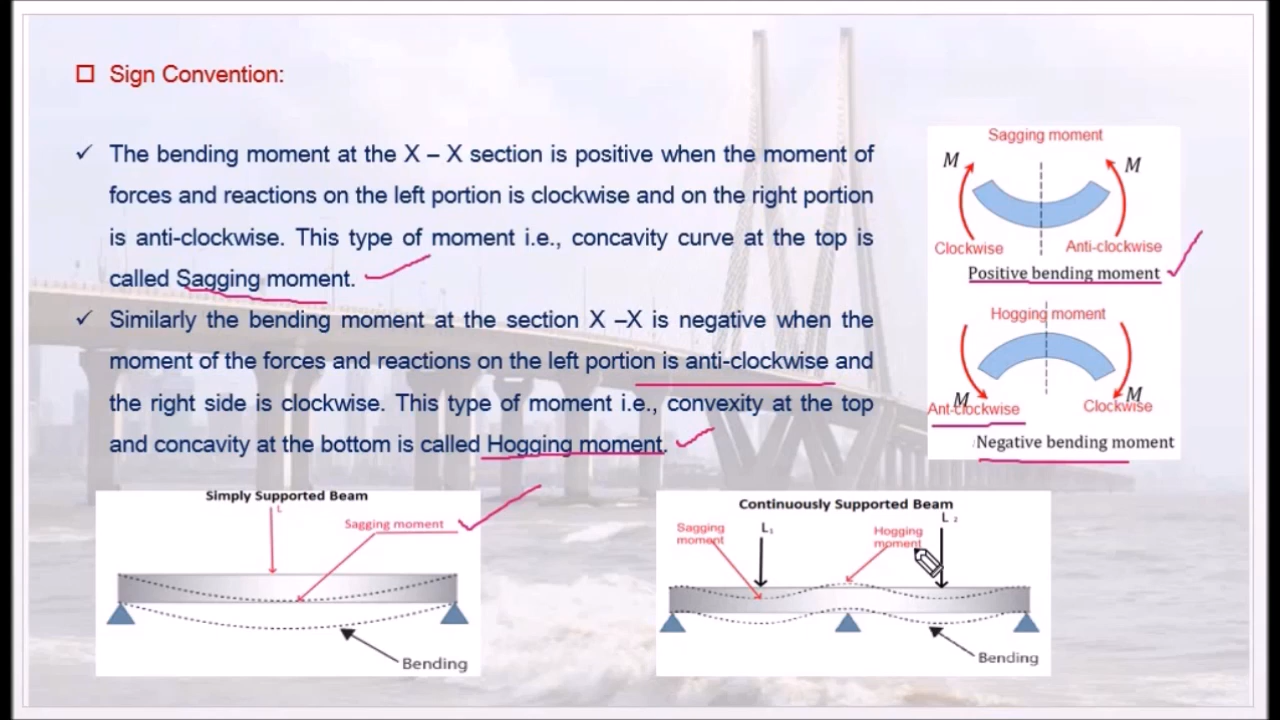 Sign Convention:
The bending moment at the X – X section is positive when the moment of
forces and reactions on the left portion is clockwise and on the right portion
is anti-clockwise. This type of moment i.e., concavity curve at the top is
called Sagging moment.
Similarly the bending moment at the section X –X is negative when the
moment of the forces and reactions on the left portion is anti-clockwise and
the right side is clockwise. This type of moment i.e., convexity at the top
and concavity at the bottom is called Hogging moment.
Sagging moment
M M
Clockwise Anti-clockwise
Positive bending moment
Hogging moment
M M
Ant-clockwise Clockwise
Negative bending moment
Simply Supported Beam
L
Sagging moment
Bending
Continuously Supported Beam
Sagging
moment
L1
Hogging
moment
L2
Bending